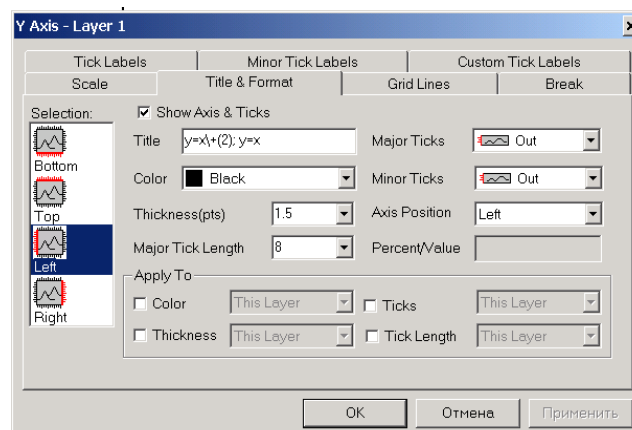 Y Axis - Layer 1
Tick Labels Minor Tick Labels Custom Tick Labels
Scale Title & Format Grid Lines Break
Selection: Show Axis & Ticks
Title y=x\+(2); y=x Major Ticks Out
Bottom
Color Black Minor Ticks Out
Top
Thickness(pts) 1.5 Axis Position Left
Left
Major Tick Length 8 Percent/Value
Apply To
Color This Layer Ticks This Layer
Right
Thickness This Layer Tick Length This Layer
OK Отмена Применить